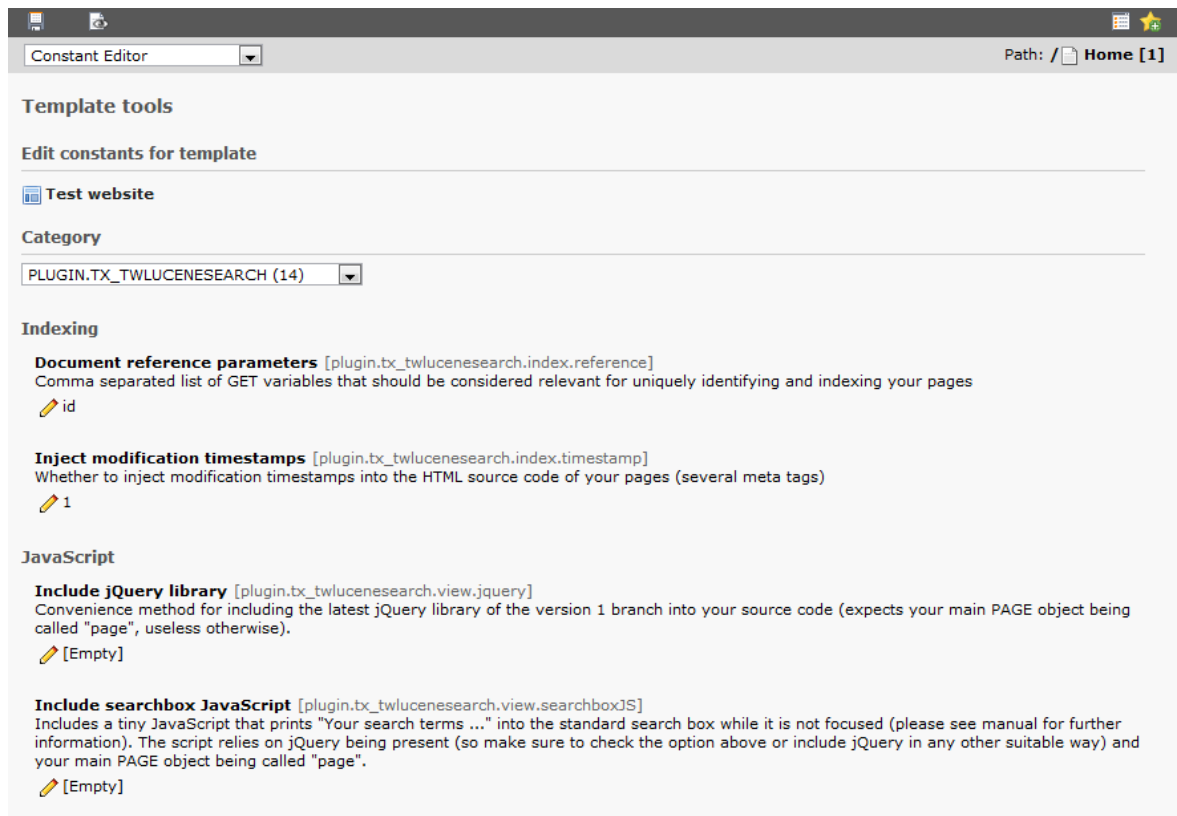 Constant Editor
Path: / Home [1]
Template tools
Edit constants for template
Test website
Category
PLUGIN.TX_TWLUCENESEARCH (14)
Indexing
Document reference parameters [plugin.tx_twlucenesearch.index.reference]
Comma separated list of GET variables that should be considered relevant for uniquely identifying and indexing your pages
id
Inject modification timestamps [plugin.tx_twlucenesearch.index.timestamp]
Whether to inject modification timestamps into the HTML source code of your pages (several meta tags)
1
JavaScript
Include jQuery library [plugin.tx_twlucenesearch.view.jquery]
Convenience method for including the latest jQuery library of the version 1 branch into your source code (expects your main PAGE object being
called "page", useless otherwise).
[Empty]
Include searchbox JavaScript [plugin.tx_twlucenesearch.view.searchboxJS]
Includes a tiny JavaScript that prints "Your search terms ..." into the standard search box while it is not focused (please see manual for further
information). The script relies on jQuery being present (so make sure to check the option above or include jQuery in any other suitable way) and
your main PAGE object being called "page".
[Empty]